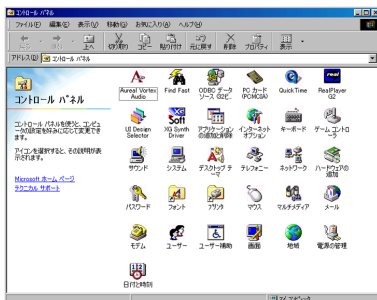 コントロール パネル
ファイル(F) 編集(E) 表示(V) 移動(G) お気に入り(A) ヘルプ(H)
戻る 進む 上へ 切り取り コピー 貼り付け 元に戻す 削除 プロパティ 表示
アドレス(D) コントロール パネル
コントロール パネル
コントロール パネルを使うと、コンピュ
ータの設定を好みに応じて変更でき
ます。
アイコンを選択すると、その説明が表
示されます。
Microsoft ホーム ページ
テクニカル サポート
Aureal Vortex Audio
Find Fast
ODBC データ ソース (32ビ...
PC カード (PCMCIA)
QuickTime
RealPlayer G2
UI Design Selector
XG Synth Driver
アプリケーション の追加と削除
インターネット オプション
キーボード
ゲーム コントローラ
サウンド
システム
デスクトップ テーマ
テレフォニー
ネットワーク
ハードウェアの 追加
パスワード
フォント
プリンタ
マウス
マルチメディア
メール
モデム
ユーザー
ユーザー補助
画面
地域
電源の管理
日付と時刻
マイ コンピュータ